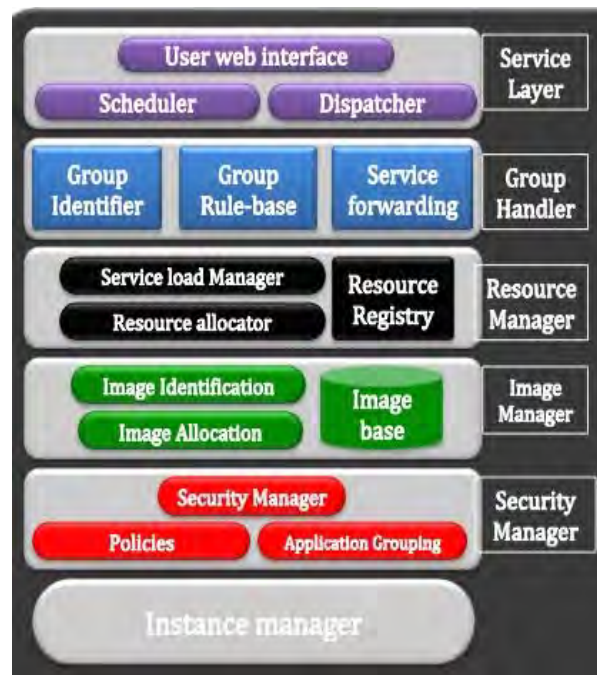 User web interface
Scheduler
Dispatcher
Service
Layer
Group
Identifier
Group
Rule-base
Service
forwarding
Group
Handler
Service load Manager
Resource allocator
Resource
Registry
Resource
Manager
Image Identification
Image Allocation
Image
base
Image
Manager
Security Manager
Policies
Application Grouping
Security
Manager
Instance manager